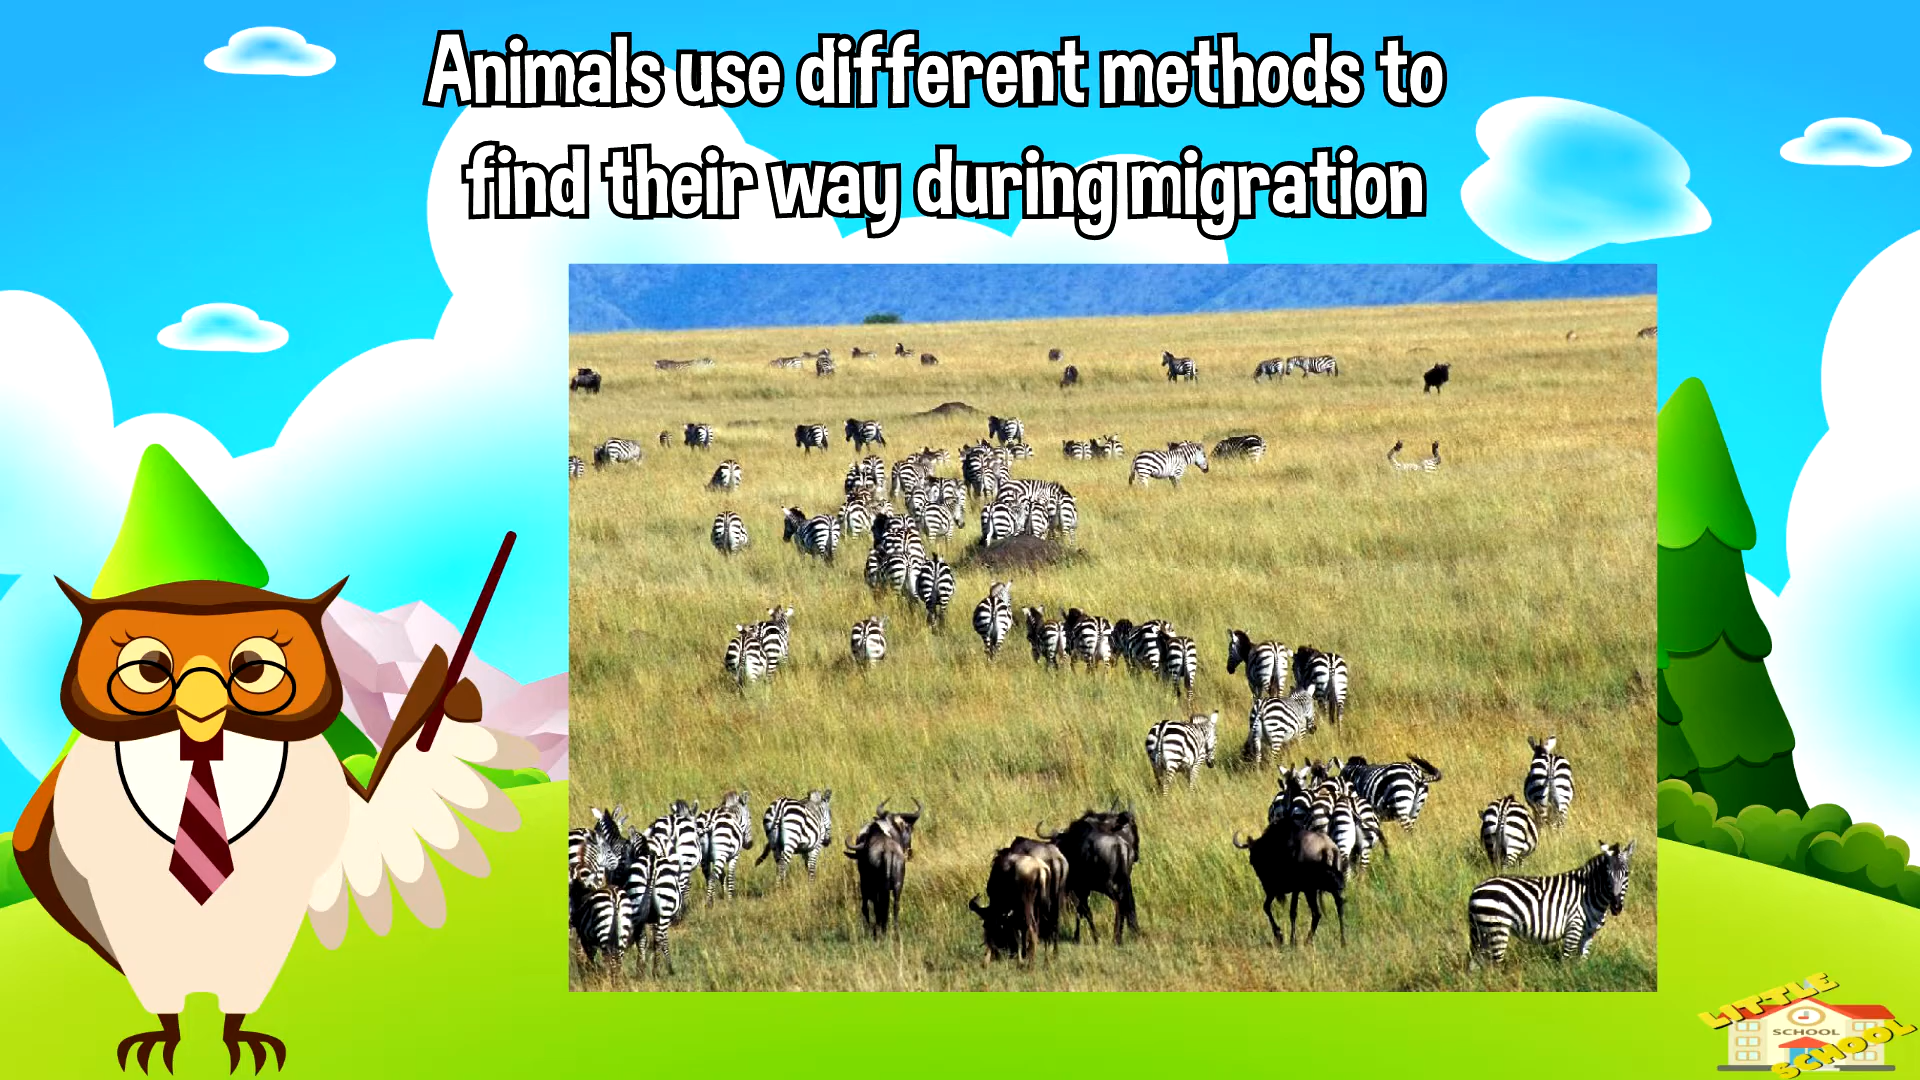 Animals use different methods to
find their way during migration
LITTLE
SCHOOL
SCHOOL